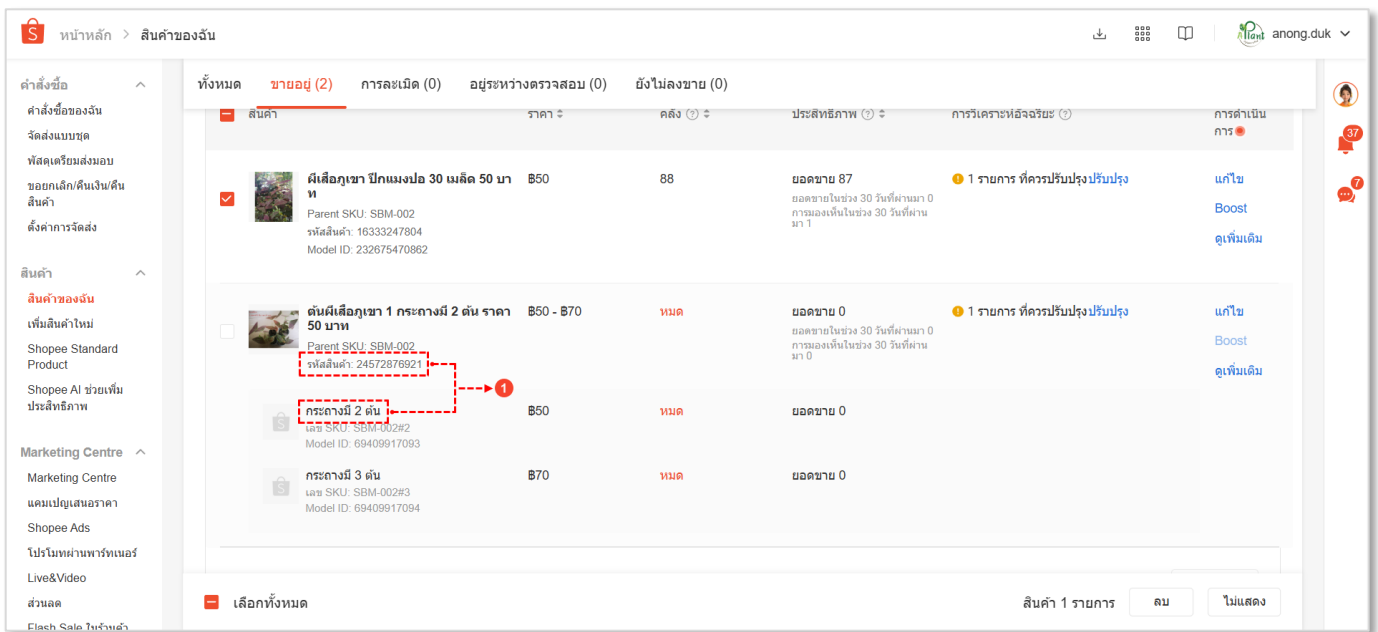 หน้าหลัก > สินค้าของฉัน
Plant
anong.duk
คำสั่งซื้อ
คำสั่งซื้อของฉัน
จัดส่งแบบชุด
พัสดุเตรียมส่งมอบ
ขอยกเลิก/คืนเงิน/คืน
สินค้า
ตั้งค่าการจัดส่ง
สินค้า
สินค้าของฉัน
เพิ่มสินค้าใหม่
Shopee Standard
Product
Shopee AI ช่วยเพิ่ม
ประสิทธิภาพ
Marketing Centre
Marketing Centre
แคมเปญเสนอราคา
Shopee Ads
โปรโมทผ่านพาร์ทเนอร์
Live&Video
ส่วนลด
Flash Sale ในร้านค้า
ทั้งหมด ขายอยู่ (2) การละเมิด (0) อยู่ระหว่างตรวจสอบ (0) ยังไม่ลงขาย (0)
สินค้า ราคา คลัง ประสิทธิภาพ การวิเคราะห์อัจฉริยะ การดำเนิน
การ
ผีเสื้อภูเขา ปีกแมงปอ 30 เมล็ด 50 บา
ท
Parent SKU: SBM-002
รหัสสินค้า: 16333247804
Model ID: 232675470862
฿50
88
ยอดขาย 87
ยอดขายในช่วง 30 วันที่ผ่านมา 0
การมองเห็นในช่วง 30 วันที่ผ่าน
มา 1
1 รายการ ที่ควรปรับปรุงปรับปรุง
แก้ไข
Boost
ดูเพิ่มเติม
ต้นผีเสื้อภูเขา 1 กระถางมี 2 ต้น ราคา
50 บาท
Parent SKU: SBM-002
รหัสสินค้า: 24572876921
฿50 - ฿70
หมด
ยอดขาย 0
ยอดขายในช่วง 30 วันที่ผ่านมา 0
การมองเห็นในช่วง 30 วันที่ผ่าน
มา 0
1 รายการ ที่ควรปรับปรุงปรับปรุง
แก้ไข
Boost
ดูเพิ่มเติม
1
กระถางมี 2 ต้น
เลข SKU: SBM-002#2
Model ID: 69409917093
฿50
หมด
ยอดขาย 0
กระถางมี 3 ต้น
เลข SKU: SBM-002#3
Model ID: 69409917094
฿70
หมด
ยอดขาย 0
เลือกทั้งหมด
สินค้า 1 รายการ
ลบ
ไม่แสดง
37
7